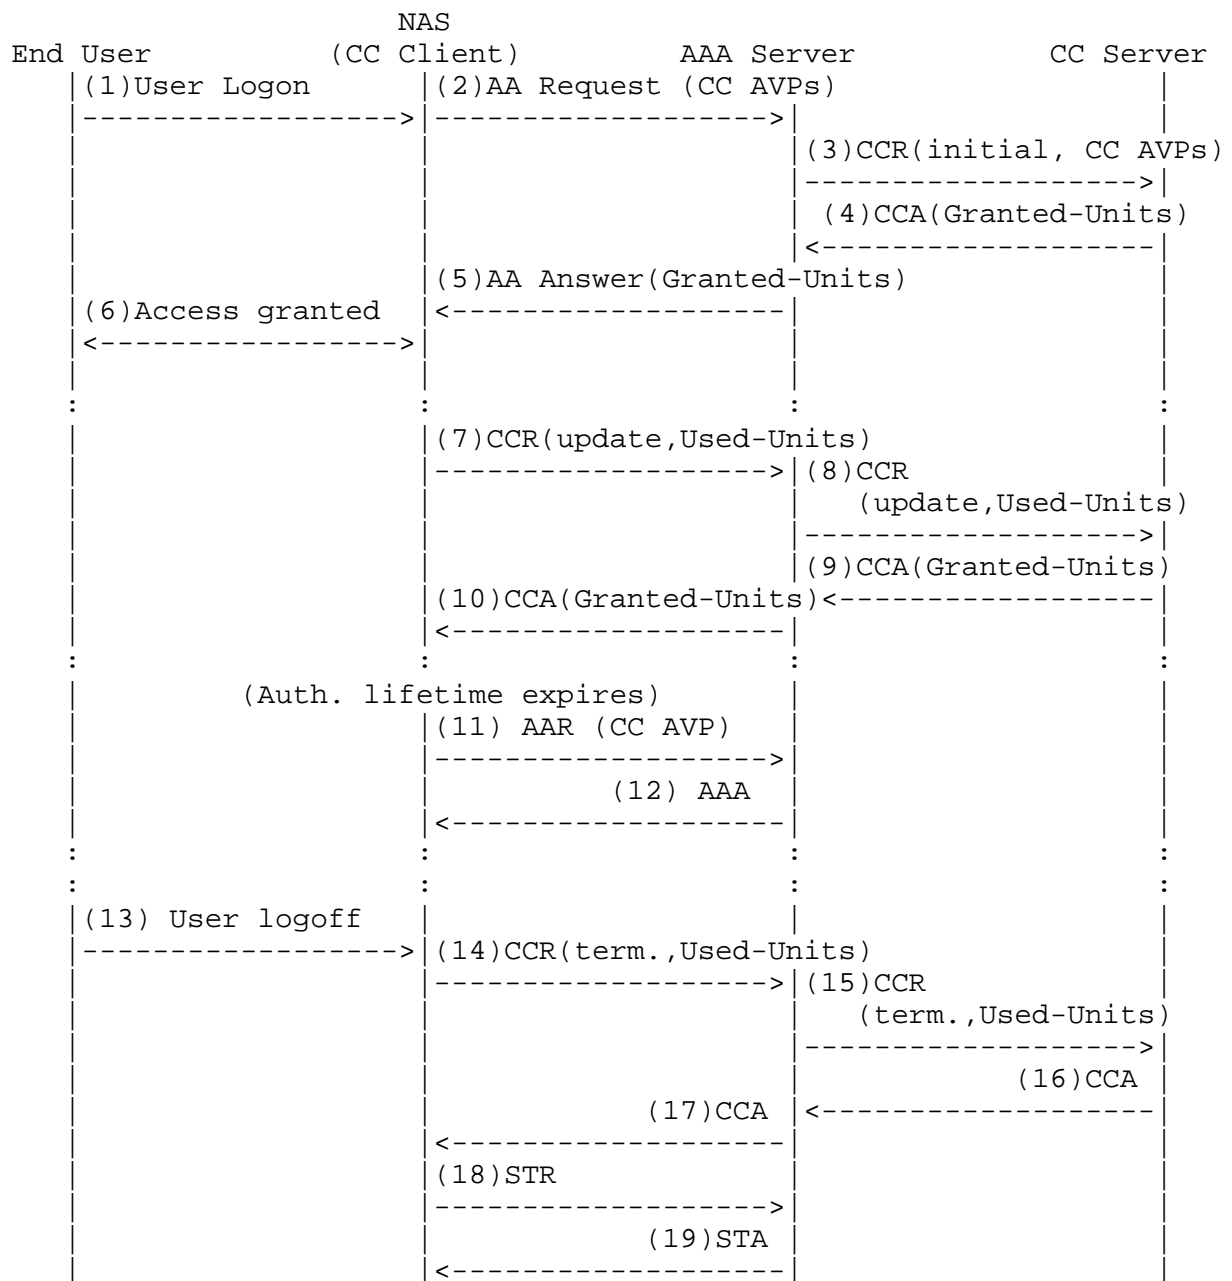 NAS
End User (CC Client) AAA Server CC Server
(1)User Logon (2)AA Request (CC AVPs)
(3)CCR(initial, CC AVPs)
(4)CCA(Granted-Units)
(5)AA Answer(Granted-Units)
(6)Access granted
(7)CCR(update,Used-Units)
(8)CCR
(update,Used-Units)
(9)CCA(Granted-Units)
(10)CCA(Granted-Units)
(Auth. lifetime expires)
(11) AAR (CC AVP)
(12) AAA
(13) User logoff
(14)CCR(term.,Used-Units)
(15)CCR
(term.,Used-Units)
(16)CCA
(17)CCA
(18)STR
(19)STA